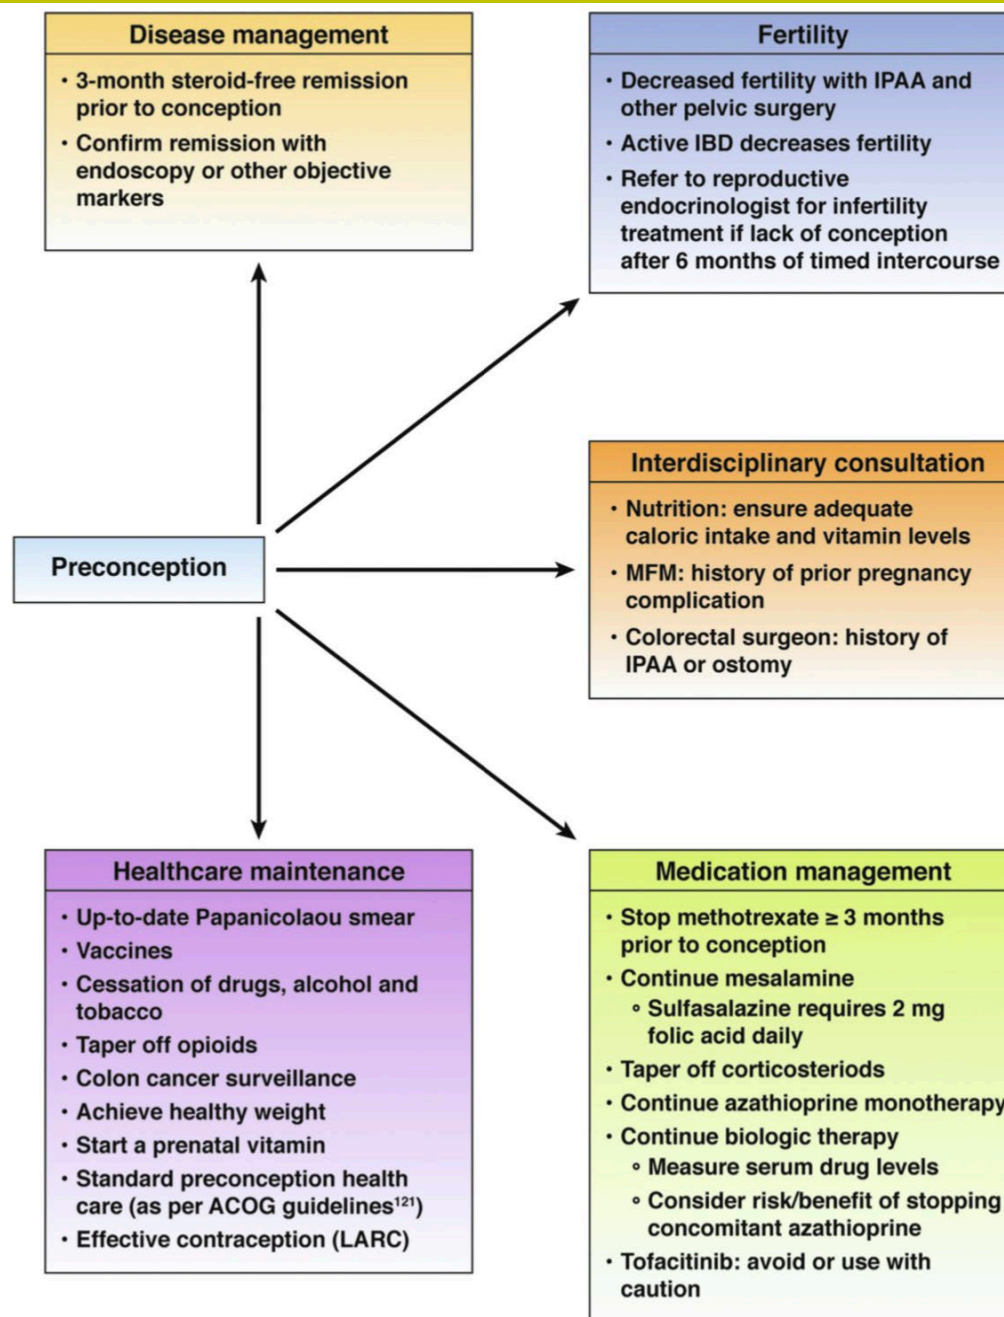 Disease management
• 3-month steroid-free remission
prior to conception
• Confirm remission with
endoscopy or other objective
markers
Fertility
• Decreased fertility with IPAA and
other pelvic surgery
• Active IBD decreases fertility
• Refer to reproductive
endocrinologist for infertility
treatment if lack of conception
after 6 months of timed intercourse
Preconception
Interdisciplinary consultation
• Nutrition: ensure adequate
caloric intake and vitamin levels
• MFM: history of prior pregnancy
complication
• Colorectal surgeon: history of
IPAA or ostomy
Healthcare maintenance
• Up-to-date Papanicolaou smear
• Vaccines
• Cessation of drugs, alcohol and
tobacco
• Taper off opioids
• Colon cancer surveillance
• Achieve healthy weight
• Start a prenatal vitamin
• Standard preconception health
care (as per ACOG guidelines¹²¹)
• Effective contraception (LARC)
Medication management
• Stop methotrexate ≥ 3 months
prior to conception
• Continue mesalamine
∘ Sulfasalazine requires 2 mg
folic acid daily
• Taper off corticosteriods
• Continue azathioprine monotherapy
• Continue biologic therapy
∘ Measure serum drug levels
∘ Consider risk/benefit of stopping
concomitant azathioprine
• Tofacitinib: avoid or use with
caution